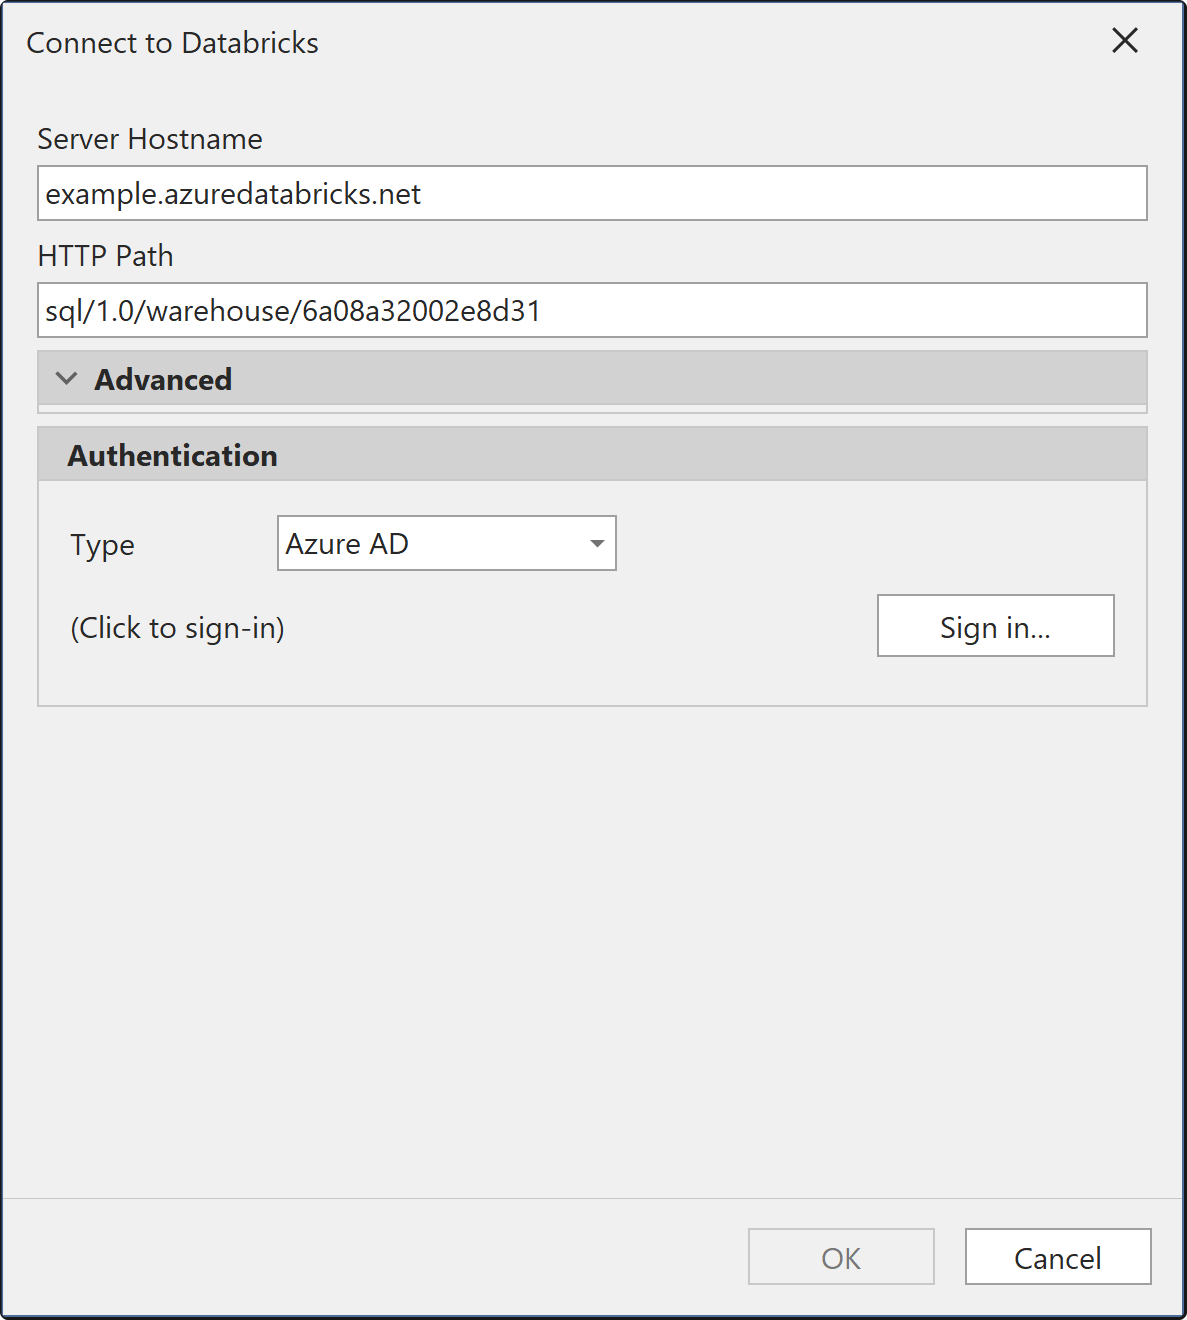 Connect to Databricks
Server Hostname
example.azuredatabricks.net
HTTP Path
sql/1.0/warehouse/6a08a32002e8d31
Advanced
Authentication
Type
Azure AD
(Click to sign-in)
Sign in...
OK
Cancel